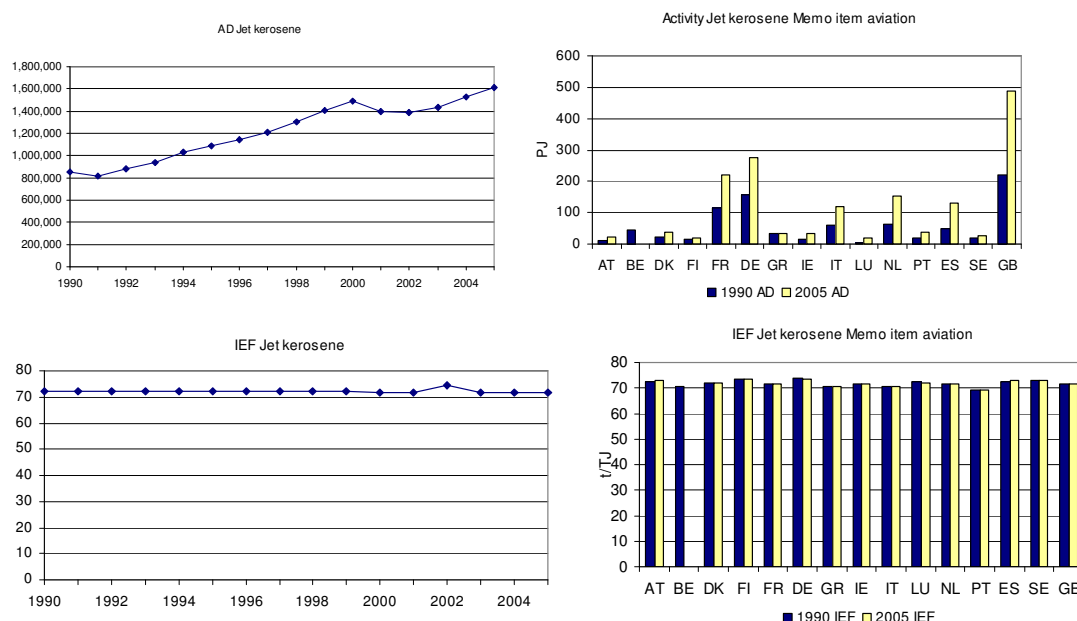 AD Jet kerosene
1,800,000
1,600,000
1,400,000
1,200,000
1,000,000
800,000
600,000
400,000
200,000
0
1990 1992 1994 1996 1998 2000 2002 2004
Activity Jet kerosene Memo item aviation
600
500
400
300
200
100
0
PJ
AT BE DK FI FR DE GR IE IT LU NL PT ES SE GB
1990 AD 2005 AD
IEF Jet kerosene
80
70
60
50
40
30
20
10
0
1990 1992 1994 1996 1998 2000 2002 2004
IEF Jet kerosene Memo item aviation
80
70
60
50
40
30
20
10
0
t/TJ
AT BE DK FI FR DE GR IE IT LU NL PT ES SE GB
1990 IEF 2005 IEF